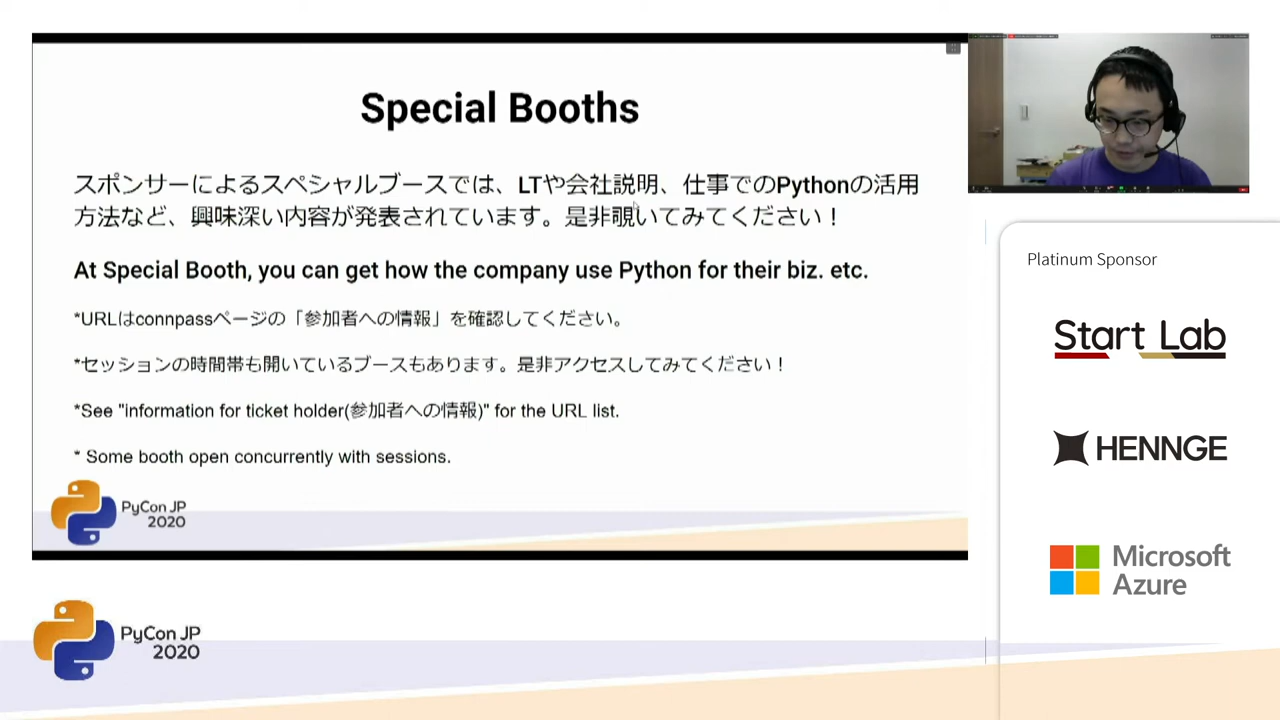 Special Booths
スポンサーによるスペシャルブースでは、LTや会社説明、仕事でのPythonの活用
方法など、興味深い内容が発表されています。是非覗いてみてください！
At Special Booth, you can get how the company use Python for their biz. etc.
*URLはconnpassページの「参加者への情報」を確認してください。
*セッションの時間帯も開いているブースもあります。是非アクセスしてみてください！
*See "information for ticket holder(参加者への情報)" for the URL list.
* Some booth open concurrently with sessions.
PyCon JP
2020
Platinum Sponsor
Start Lab
HENNGE
Microsoft
Azure
PyCon JP
2020